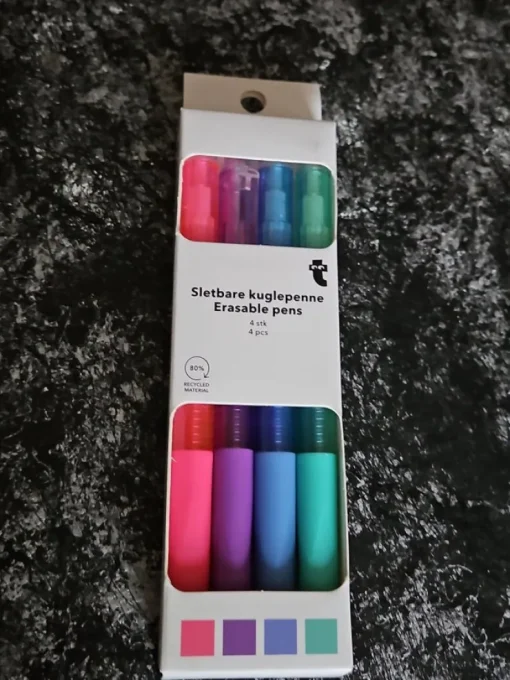 t
Sletbare kuglepenne
Erasable pens
4 stk
4 pcs
80%
RECYCLED
MATERIAL